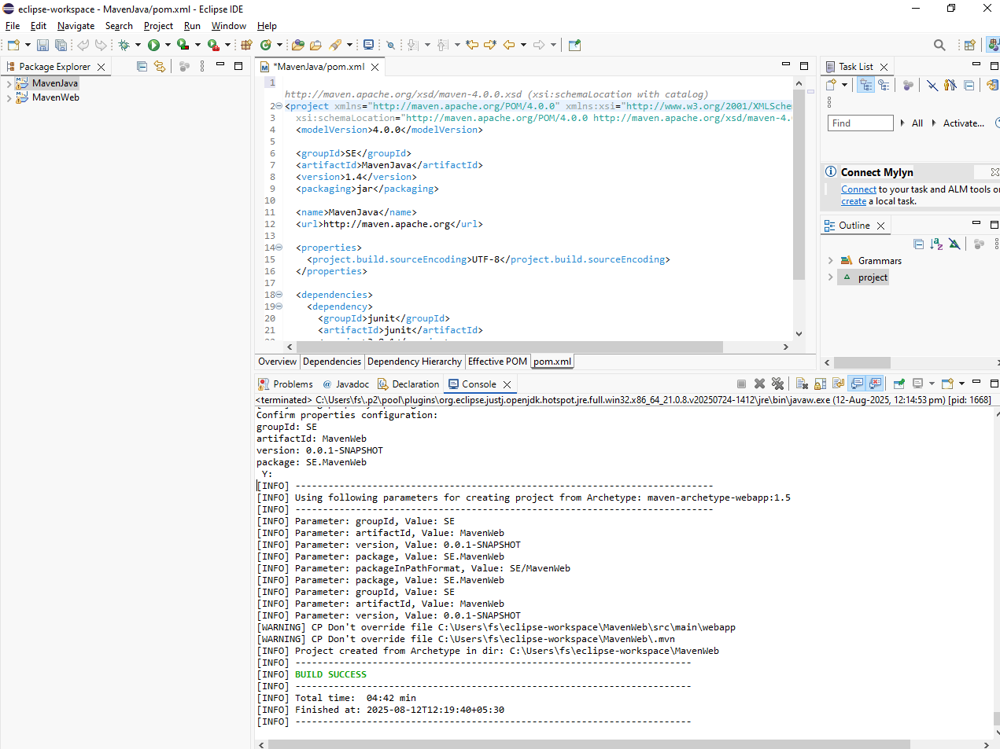 eclipse-workspace - MavenJava/pom.xml - Eclipse IDE
File Edit Navigate Search Project Run Window Help
Package Explorer
MavenJava
MavenWeb
*MavenJava/pom.xml
1
http://maven.apache.org/xsd/maven-4.0.0.xsd (xsi:schemaLocation with catalog)
2 <project xmlns="http://maven.apache.org/POM/4.0.0" xmlns:xsi="http://www.w3.org/2001/XMLSche
3 xsi:schemaLocation="http://maven.apache.org/POM/4.0.0 http://maven.apache.org/xsd/maven-4.
4 <modelVersion>4.0.0</modelVersion>
5
6 <groupId>SE</groupId>
7 <artifactId>MavenJava</artifactId>
8 <version>1.4</version>
9 <packaging>jar</packaging>
10
11 <name>MavenJava</name>
12 <url>http://maven.apache.org</url>
13
14 <properties>
15 <project.build.sourceEncoding>UTF-8</project.build.sourceEncoding>
16 </properties>
17
18 <dependencies>
19 <dependency>
20 <groupId>junit</groupId>
21 <artifactId>junit</artifactId>
Overview Dependencies Dependency Hierarchy Effective POM pom.xml
Task List
Find All Activate...
Connect Mylyn
Connect to your task and ALM tools or
create a local task.
Outline
Grammars
project
Problems Javadoc Declaration Console
<terminated> C:\Users\fs\.p2\pool\plugins\org.eclipse.justj.openjdk.hotspot.jre.full.win32.x86_64_21.0.8.v20250724-1412\jre\bin\javaw.exe (12-Aug-2025, 12:14:53 pm) [pid: 1668]
Confirm properties configuration:
groupId: SE
artifactId: MavenWeb
version: 0.0.1-SNAPSHOT
package: SE.MavenWeb
Y:
[INFO] ----------------------------------------------------------------------------
[INFO] Using following parameters for creating project from Archetype: maven-archetype-webapp:1.5
[INFO] ----------------------------------------------------------------------------
[INFO] Parameter: groupId, Value: SE
[INFO] Parameter: artifactId, Value: MavenWeb
[INFO] Parameter: version, Value: 0.0.1-SNAPSHOT
[INFO] Parameter: package, Value: SE.MavenWeb
[INFO] Parameter: packageInPathFormat, Value: SE/MavenWeb
[INFO] Parameter: package, Value: SE.MavenWeb
[INFO] Parameter: groupId, Value: SE
[INFO] Parameter: artifactId, Value: MavenWeb
[INFO] Parameter: version, Value: 0.0.1-SNAPSHOT
[WARNING] CP Don't override file C:\Users\fs\eclipse-workspace\MavenWeb\src\main\webapp
[WARNING] CP Don't override file C:\Users\fs\eclipse-workspace\MavenWeb\.mvn
[INFO] Project created from Archetype in dir: C:\Users\fs\eclipse-workspace\MavenWeb
[INFO] ------------------------------------------------------------------------
[INFO] BUILD SUCCESS
[INFO] ------------------------------------------------------------------------
[INFO] Total time:  04:42 min
[INFO] Finished at: 2025-08-12T12:19:40+05:30
[INFO] ------------------------------------------------------------------------